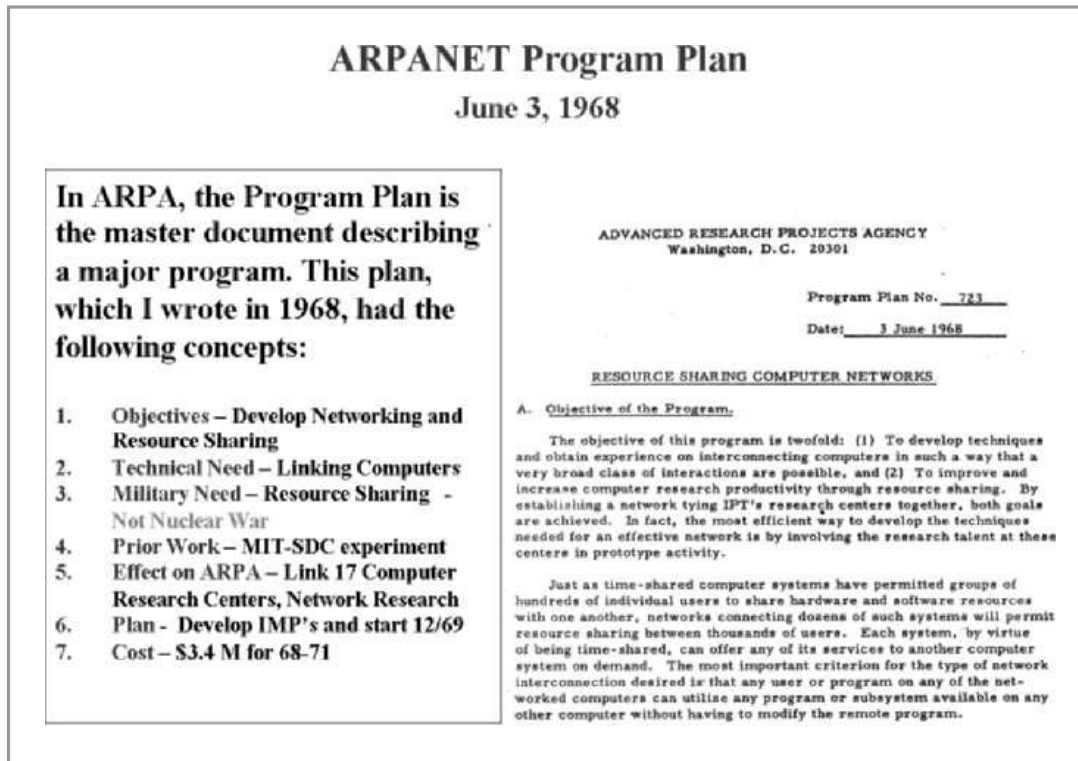 ARPANET Program Plan
June 3, 1968
In ARPA, the Program Plan is
the master document describing
a major program. This plan,
which I wrote in 1968, had the
following concepts:
1. Objectives – Develop Networking and
Resource Sharing
2. Technical Need – Linking Computers
3. Military Need – Resource Sharing -
Not Nuclear War
4. Prior Work – MIT-SDC experiment
5. Effect on ARPA – Link 17 Computer
Research Centers, Network Research
6. Plan - Develop IMP's and start 12/69
7. Cost – $3.4 M for 68-71
ADVANCED RESEARCH PROJECTS AGENCY
Washington, D.C. 20301
Program Plan No. 723
Date: 3 June 1968
RESOURCE SHARING COMPUTER NETWORKS
A. Objective of the Program.
The objective of this program is twofold: (1) To develop techniques
and obtain experience on interconnecting computers in such a way that a
very broad class of interactions are possible, and (2) To improve and
increase computer research productivity through resource sharing. By
establishing a network tying IPT's research centers together, both goals
are achieved. In fact, the most efficient way to develop the techniques
needed for an effective network is by involving the research talent at these
centers in prototype activity.
Just as time-shared computer systems have permitted groups of
hundreds of individual users to share hardware and software resources
with one another, networks connecting dozens of such systems will permit
resource sharing between thousands of users. Each system, by virtue
of being time-shared, can offer any of its services to another computer
system on demand. The most important criterion for the type of network
interconnection desired is that any user or program on any of the net-
worked computers can utilize any program or subsystem available on any
other computer without having to modify the remote program.